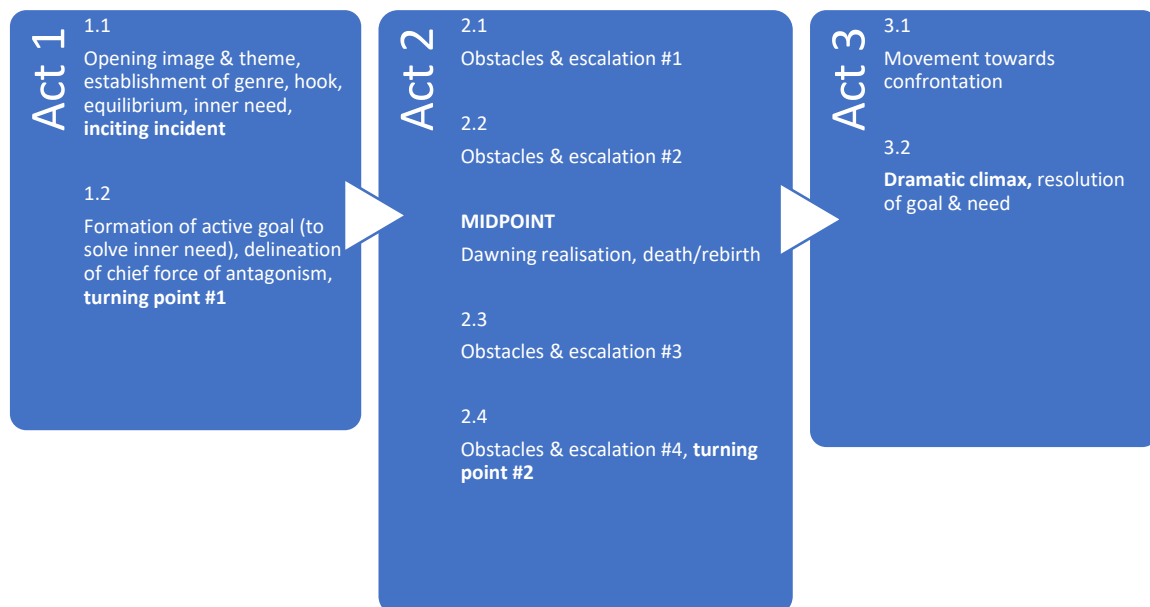 Act 1
1.1
Opening image & theme,
establishment of genre, hook,
equilibrium, inner need,
inciting incident
1.2
Formation of active goal (to
solve inner need), delineation
of chief force of antagonism,
turning point #1
Act 2
2.1
Obstacles & escalation #1
2.2
Obstacles & escalation #2
MIDPOINT
Dawning realisation, death/rebirth
2.3
Obstacles & escalation #3
2.4
Obstacles & escalation #4, turning
point #2
Act 3
3.1
Movement towards
confrontation
3.2
Dramatic climax, resolution
of goal & need